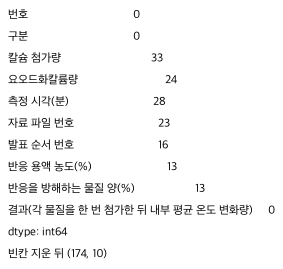 번호 0
구분 0
칼슘 첨가량 33
요오드화칼륨량 24
측정 시각(분) 28
자료 파일 번호 23
발표 순서 번호 16
반응 용액 농도(%) 13
반응을 방해하는 물질 양(%) 13
결과(각 물질을 한 번 첨가한 뒤 내부 평균 온도 변화량) 0
dtype: int64
빈칸 지운 뒤 (174, 10)